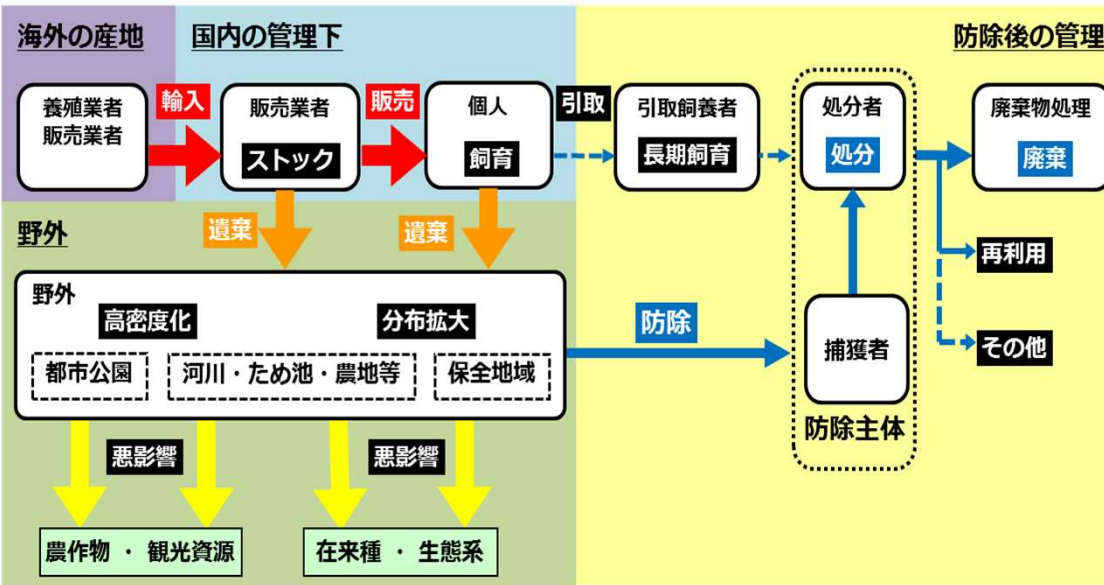 海外の産地
国内の管理下
防除後の管理
養殖業者
販売業者
輸入
販売業者
ストック
販売
個人
飼育
引取
引取飼養者
長期飼育
処分者
処分
廃棄物処理
廃棄
遺棄
遺棄
野外
野外
高密度化
分布拡大
都市公園
河川・ため池・農地等
保全地域
防除
捕獲者
防除主体
再利用
その他
悪影響
悪影響
農作物 ・ 観光資源
在来種 ・ 生態系